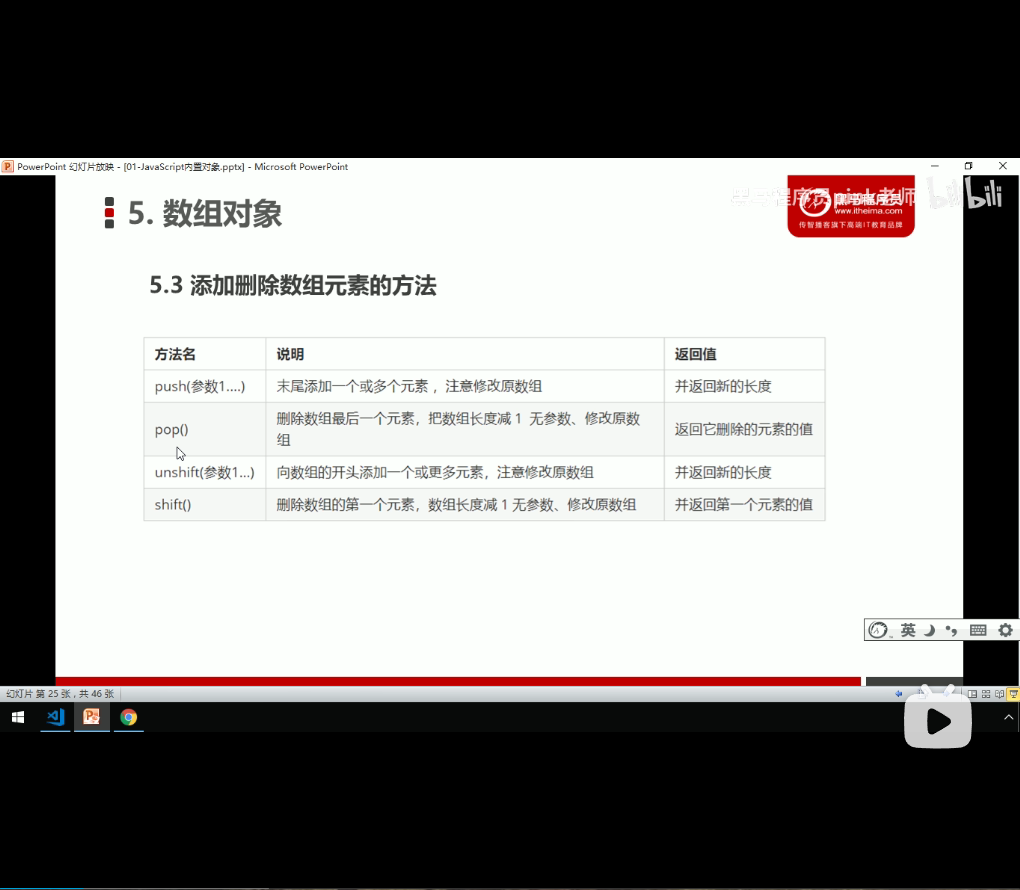 PowerPoint 幻灯片放映 - [01-JavaScript内置对象.pptx] - Microsoft PowerPoint
程序员pink老师
bilibili
www.itheima.com
传智播客旗下高端IT教育品牌
5. 数组对象
5.3 添加删除数组元素的方法
方法名 说明 返回值
push(参数1....) 末尾添加一个或多个元素 ，注意修改原数组 并返回新的长度
pop() 删除数组最后一个元素，把数组长度减 1 无参数、修改原数 返回它删除的元素的值
组
unshift(参数1...) 向数组的开头添加一个或更多元素，注意修改原数组 并返回新的长度
shift() 删除数组的第一个元素，数组长度减 1 无参数、修改原数组 并返回第一个元素的值
英
幻灯片 第 25 张，共 46 张